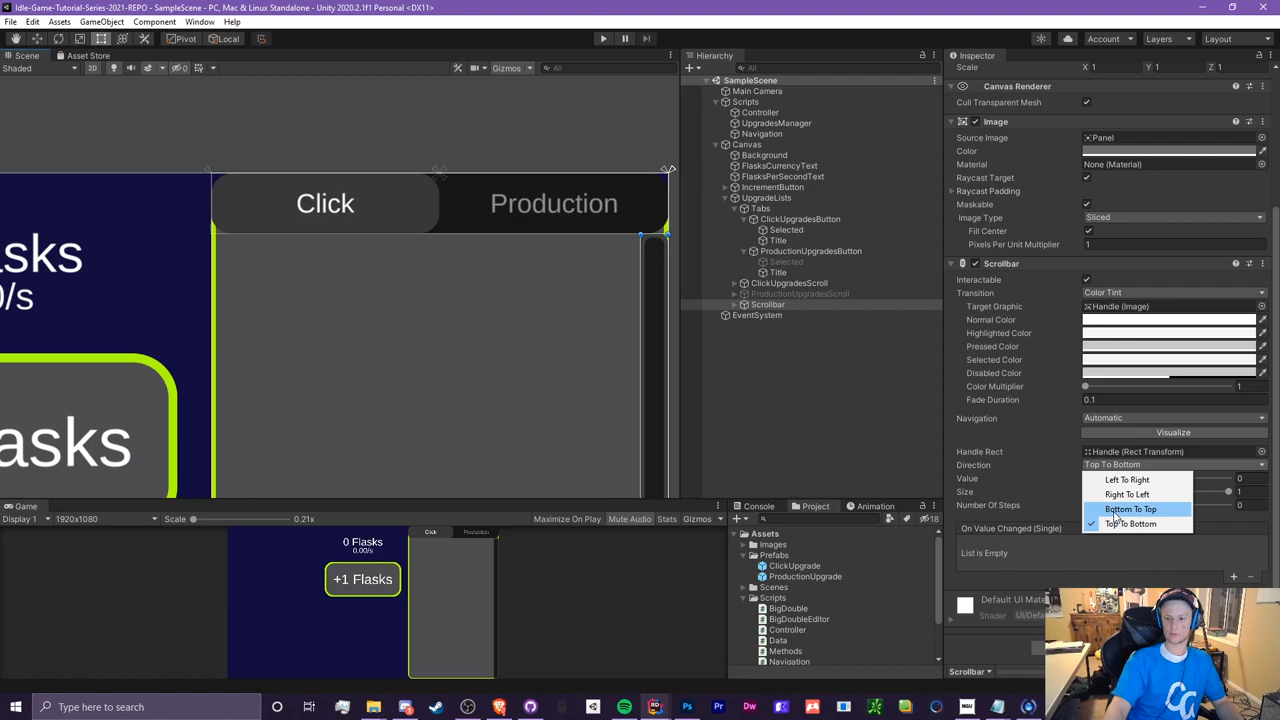 Idle-Game-Tutorial-Series-2021-REPO - SampleScene - PC, Mac & Linux Standalone - Unity 2020.2.1f1 Personal <DX11>
File Edit Assets GameObject Component Window Help
Pivot Local Account Layers Layout
Scene Asset Store
Shaded 2D 0 Gizmos All
Click Production
asks
0/s
lasks
Game
Display 1 1920x1080 Scale 0.21x Maximize On Play Mute Audio Stats Gizmos
0 Flasks
0.00/s
+1 Flasks
Click Production
Hierarchy
All
SampleScene
Main Camera
Scripts
Controller
UpgradesManager
Navigation
Canvas
Background
FlasksCurrencyText
FlasksPerSecondText
IncrementButton
UpgradeLists
Tabs
ClickUpgradesButton
Selected
Title
ProductionUpgradesButton
Selected
Title
ClickUpgradesScroll
ProductionUpgradesScroll
Scrollbar
EventSystem
Console Project Animation
18
Assets
Images
Prefabs
ClickUpgrade
ProductionUpgrade
Scenes
Scripts
BigDouble
BigDoubleEditor
Controller
Data
Methods
Navigation
Inspector
Scale X 1 Y 1 Z 1
Canvas Renderer
Cull Transparent Mesh
Image
Source Image Panel
Color
Material None (Material)
Raycast Target
Raycast Padding
Maskable
Image Type Sliced
Fill Center
Pixels Per Unit Multiplier 1
Scrollbar
Interactable
Transition Color Tint
Target Graphic Handle (Image)
Normal Color
Highlighted Color
Pressed Color
Selected Color
Disabled Color
Color Multiplier 1
Fade Duration 0.1
Navigation Automatic
Visualize
Handle Rect Handle (Rect Transform)
Direction Top To Bottom
Value 0
Size 1
Number Of Steps 0
Left To Right
Right To Left
Bottom To Top
Top To Bottom
On Value Changed (Single)
List is Empty
Default UI Mate
Shader UI/Defa
Scrollbar
Type here to search